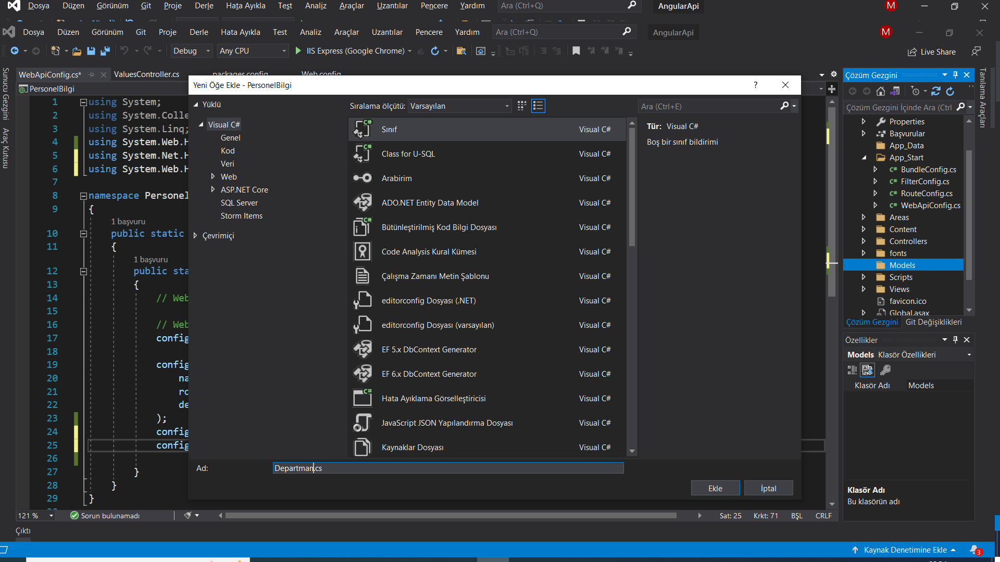 Dosya Düzen Görünüm Git Proje Derle Hata Ayıkla Test Analiz Araçlar Uzantılar Pencere Yardım Ara (Ctrl+Q) AngularApi M
Dosya Düzen Görünüm Git Proje Derle Hata Ayıkla Test Analiz Araçlar Uzantılar Pencere Yardım Ara (Ctrl+Q) AngularApi M
Debug Any CPU IIS Express (Google Chrome) Live Share
Sunucu Gezgini
Araç Kutusu
WebApiConfig.cs* ValuesController.cs packages.config Web.config
PersonelBilgi
1 using System;
2 using System.Colle
3 using System.Linq;
4 using System.Web.H
5 using System.Net.H
6 using System.Web.H
7
8 namespace Personel
9 {
1 başvuru
10 public static
11 {
1 başvuru
12 public sta
13 {
14 // Web
15
16 // Web
17 config
18
19 config
20 na
21 ro
22 de
23 );
24 config
25 config
26
27 }
28 }
29 }
Yeni Öğe Ekle - PersonelBilgi ?
Yüklü
Visual C#
Genel
Kod
Veri
Web
ASP.NET Core
SQL Server
Storm Items
Çevrimiçi
Sıralama ölçütü: Varsayılan
Ara (Ctrl+E)
Sınıf Visual C#
Class for U-SQL Visual C#
Arabirim Visual C#
ADO.NET Entity Data Model Visual C#
Bütünleştirilmiş Kod Bilgi Dosyası Visual C#
Code Analysis Kural Kümesi Visual C#
Çalışma Zamanı Metin Şablonu Visual C#
editorconfig Dosyası (.NET) Visual C#
editorconfig Dosyası (varsayılan) Visual C#
EF 5.x DbContext Generator Visual C#
EF 6.x DbContext Generator Visual C#
Hata Ayıklama Görselleştiricisi Visual C#
JavaScript JSON Yapılandırma Dosyası Visual C#
Kaynaklar Dosyası Visual C#
Tür: Visual C#
Boş bir sınıf bildirimi
Ad: Departman.cs
Ekle İptal
Çözüm Gezgini
Çözüm Gezgini İçinde Ara (Ctrl
Properties
Başvurular
App_Data
App_Start
C# BundleConfig.cs
C# FilterConfig.cs
C# RouteConfig.cs
C# WebApiConfig.cs
Areas
Content
Controllers
fonts
Models
Scripts
Views
favicon.ico
Global.asax
Çözüm Gezgini Git Değişiklikleri
Tanılama Araçları
Özellikler
Models Klasör Özellikleri
Klasör Adı Models
Klasör Adı
Bu klasörün adı
121 % Sorun bulunamadı Sat: 25 Krkt: 71 BŞL CRLF
Çıktı
Kaynak Denetimine Ekle 3